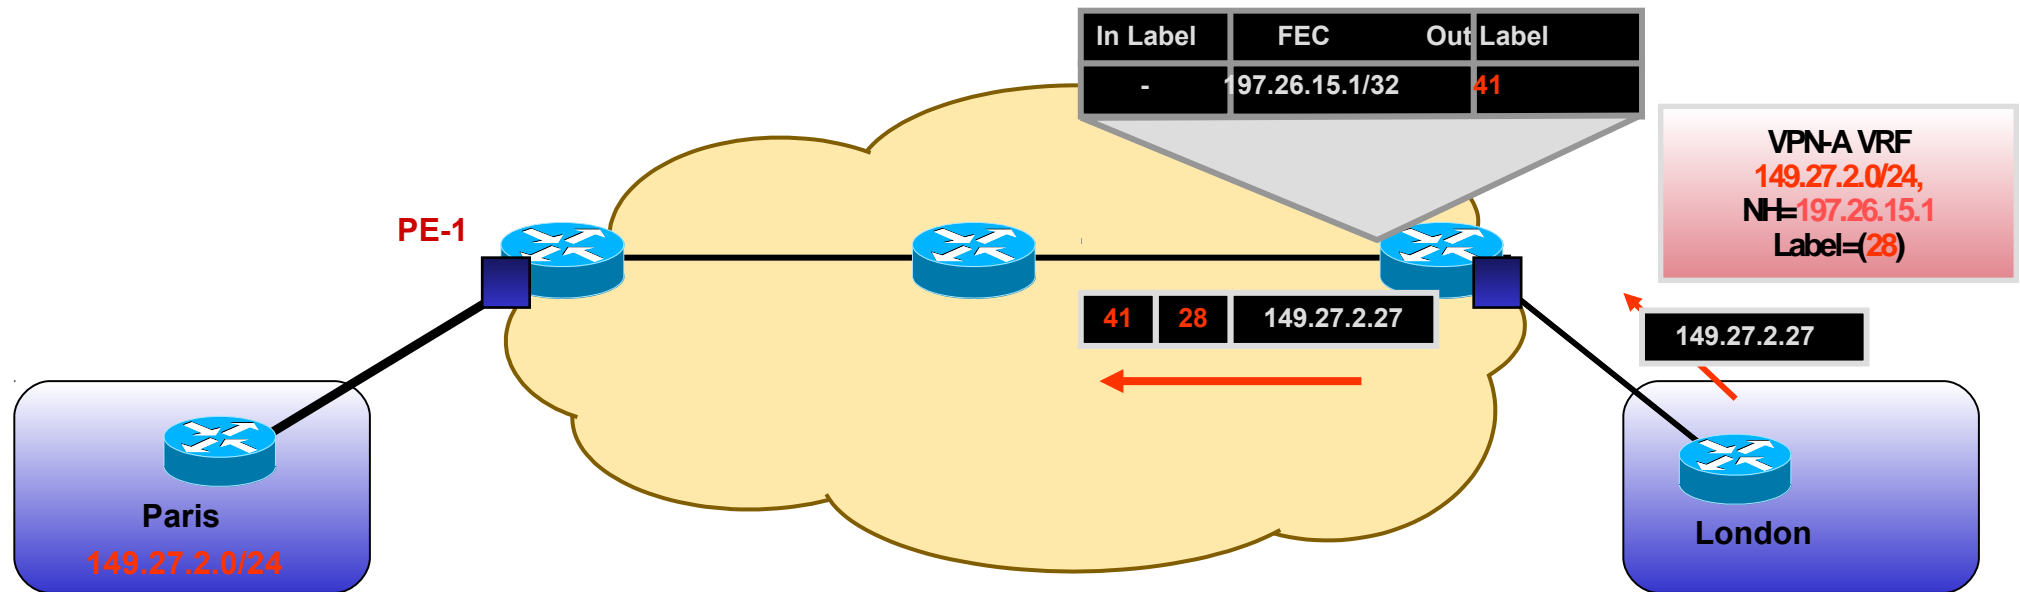 In Label FEC Out Label
- 197.26.15.1/32 41
VPN-A VRF
149.27.2.0/24,
NH=197.26.15.1
Label=(28)
PE-1
41 28 149.27.2.27
149.27.2.27
Paris
149.27.2.0/24
London